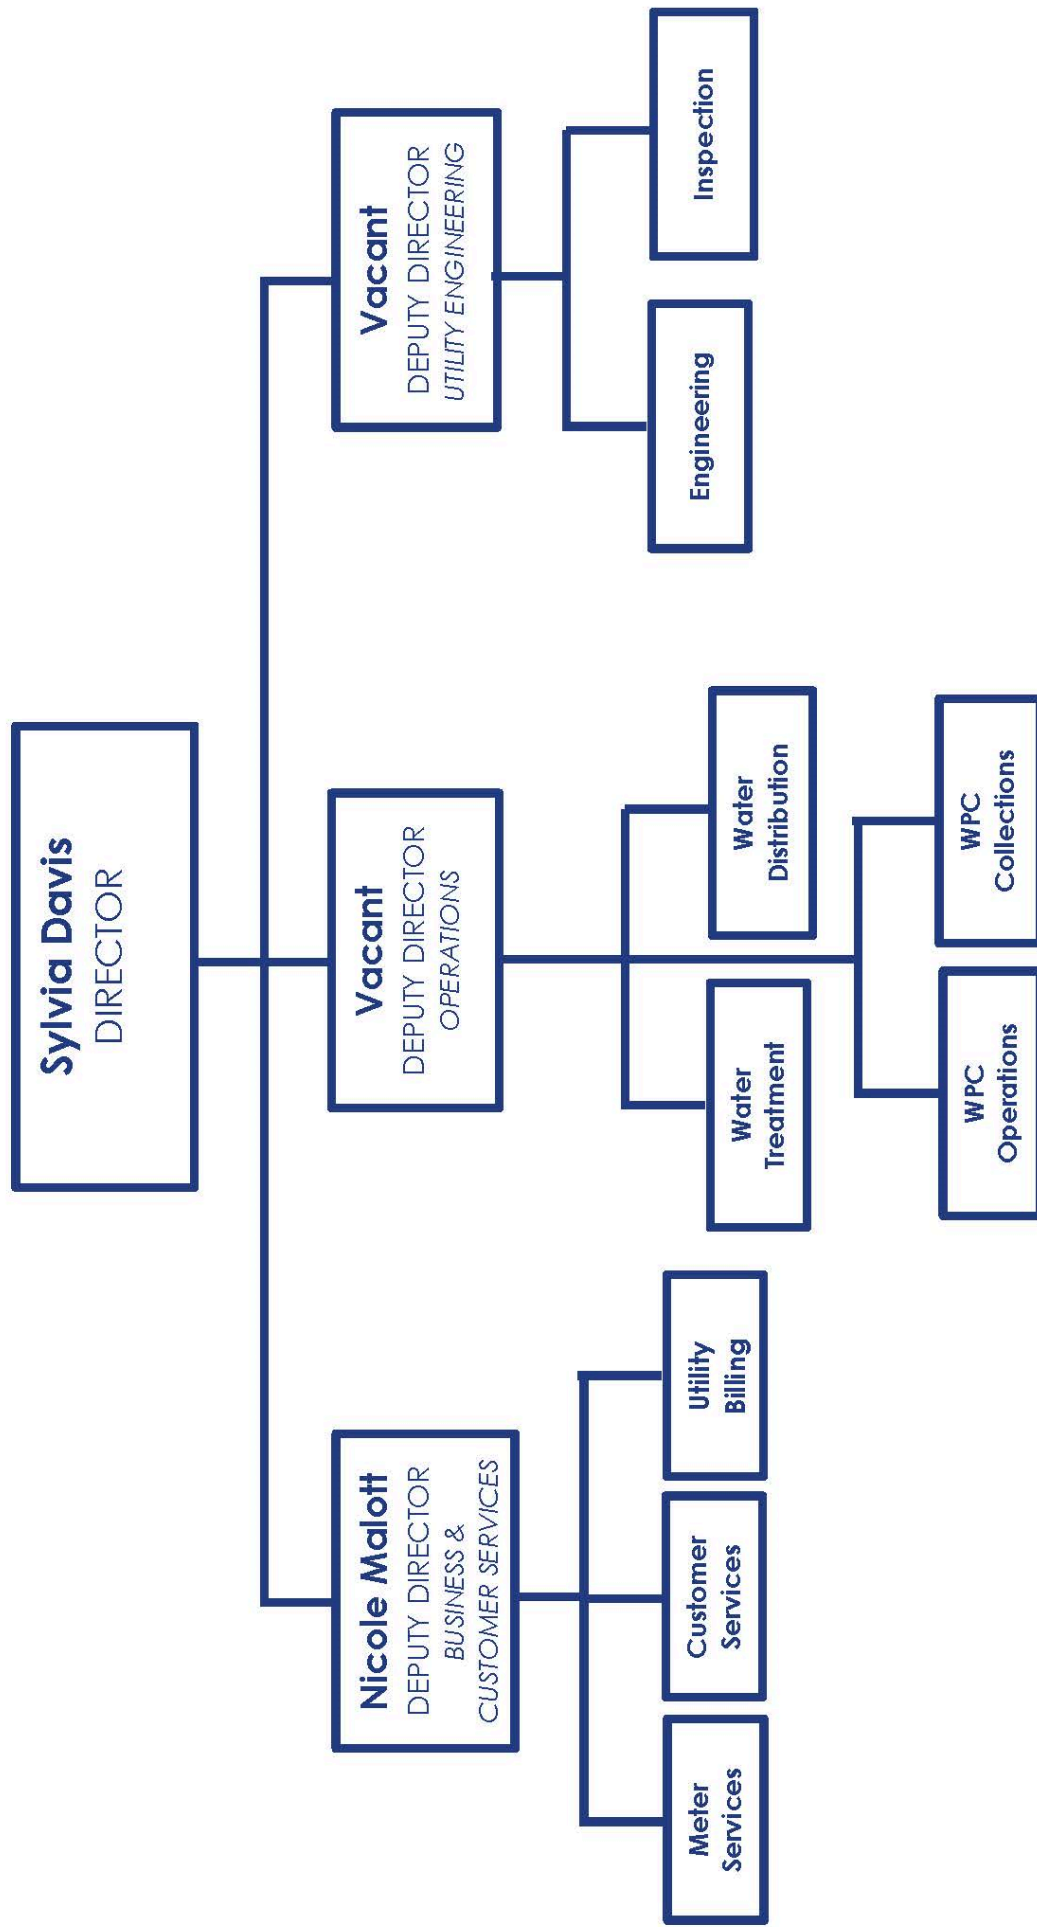 Sylvia Davis
DIRECTOR
Nicole Malott
DEPUTY DIRECTOR
BUSINESS &
CUSTOMER SERVICES
Vacant
DEPUTY DIRECTOR
OPERATIONS
Vacant
DEPUTY DIRECTOR
UTILITY ENGINEERING
Meter
Services
Customer
Services
Utility
Billing
Water
Treatment
Water
Distribution
WPC
Operations
WPC
Collections
Engineering
Inspection